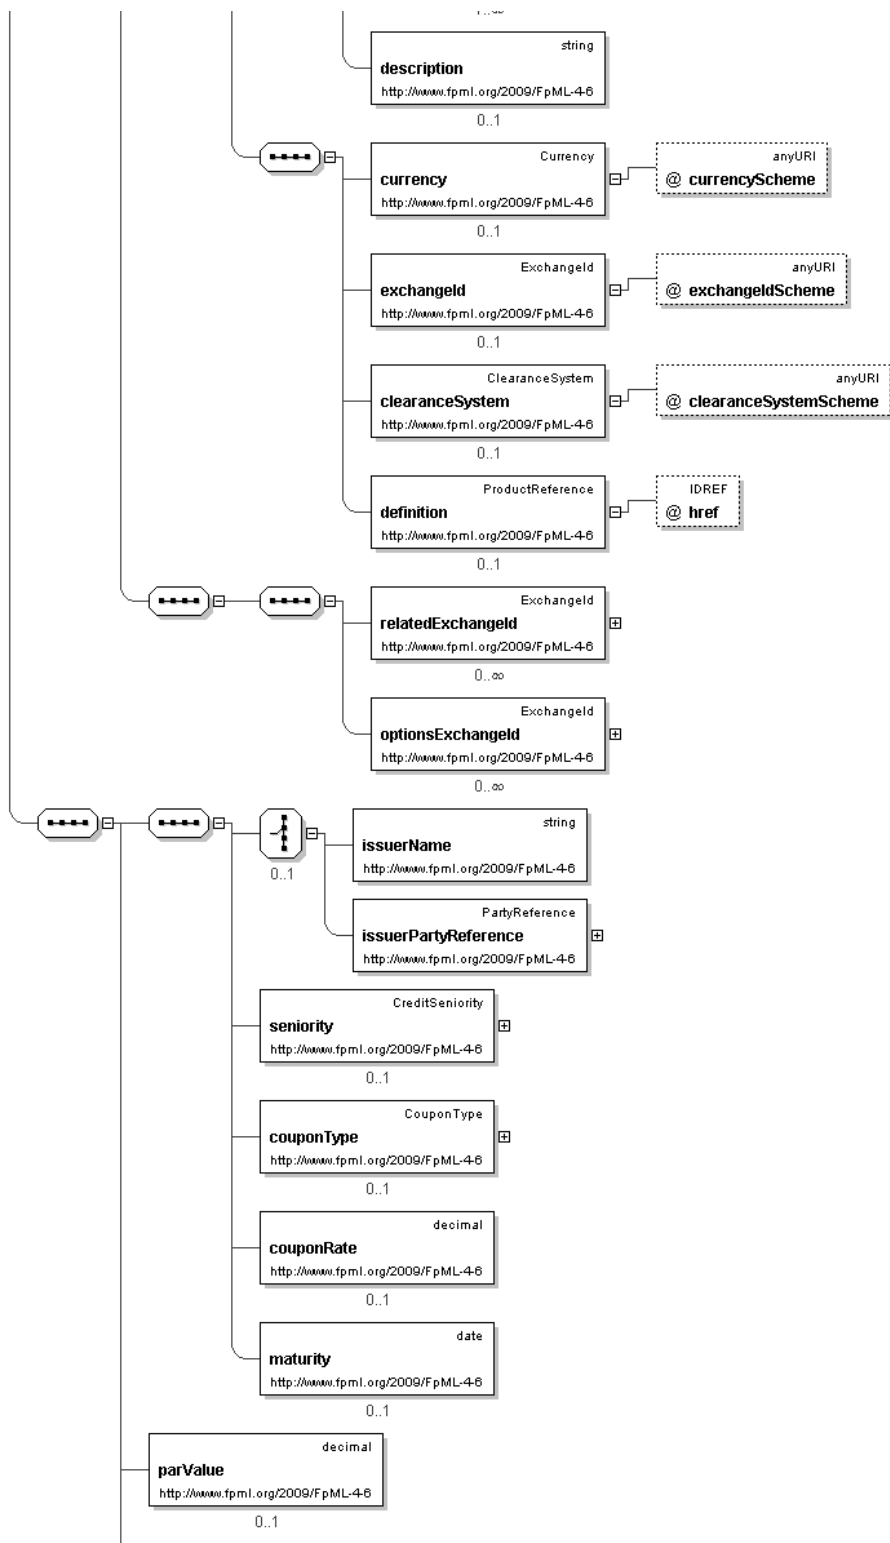 0..∞
string
description
http://www.fpml.org/2009/FpML-4-6
0..1
Currency
currency
http://www.fpml.org/2009/FpML-4-6
0..1
anyURI
@ currencyScheme
ExchangeId
exchangeId
http://www.fpml.org/2009/FpML-4-6
0..1
anyURI
@ exchangeIdScheme
ClearanceSystem
clearanceSystem
http://www.fpml.org/2009/FpML-4-6
0..1
anyURI
@ clearanceSystemScheme
ProductReference
definition
http://www.fpml.org/2009/FpML-4-6
0..1
IDREF
@ href
ExchangeId
relatedExchangeId
http://www.fpml.org/2009/FpML-4-6
0..∞
ExchangeId
optionsExchangeId
http://www.fpml.org/2009/FpML-4-6
0..∞
0..1
string
issuerName
http://www.fpml.org/2009/FpML-4-6
PartyReference
issuerPartyReference
http://www.fpml.org/2009/FpML-4-6
CreditSeniority
seniority
http://www.fpml.org/2009/FpML-4-6
0..1
CouponType
couponType
http://www.fpml.org/2009/FpML-4-6
0..1
decimal
couponRate
http://www.fpml.org/2009/FpML-4-6
0..1
date
maturity
http://www.fpml.org/2009/FpML-4-6
0..1
decimal
parValue
http://www.fpml.org/2009/FpML-4-6
0..1